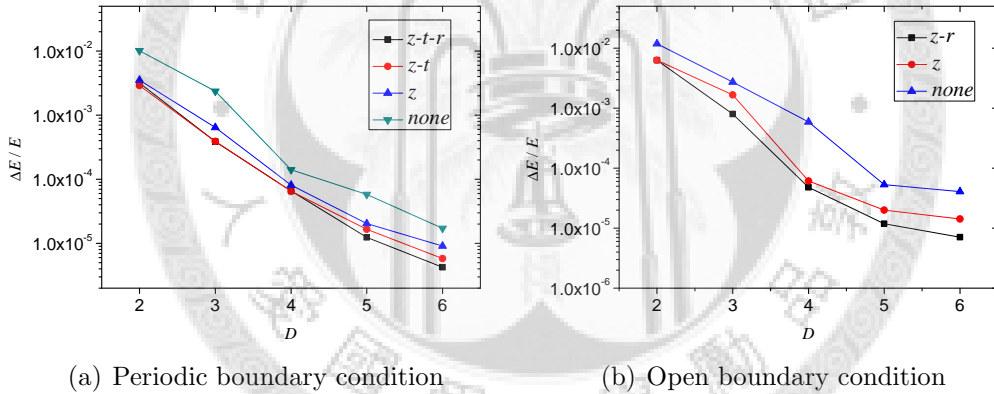 1.0x10⁻²
1.0x10⁻³
1.0x10⁻⁴
1.0x10⁻⁵
ΔE / E
2 3 4 5 6
D
z-t-r
z-t
z
none
(a) Periodic boundary condition
1.0x10⁻²
1.0x10⁻³
1.0x10⁻⁴
1.0x10⁻⁵
1.0x10⁻⁶
ΔE / E
2 3 4 5 6
D
z-r
z
none
(b) Open boundary condition